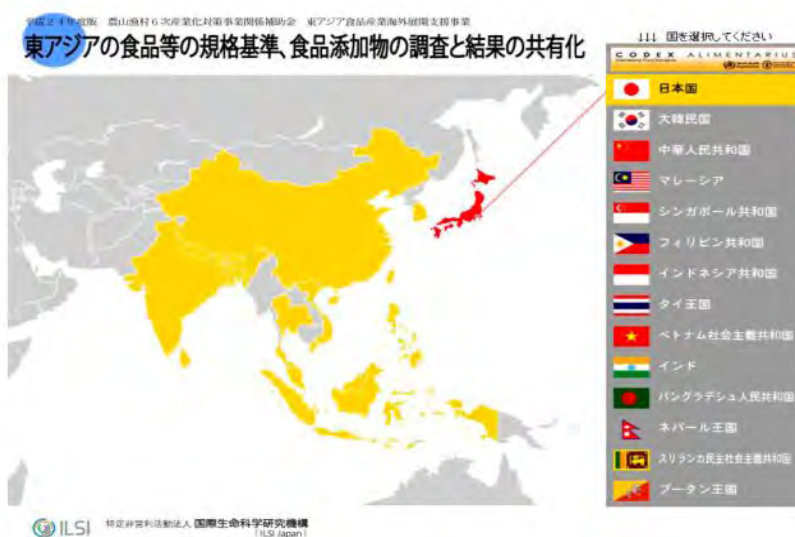 平成24年度版 農山漁村6次産業化対策事業関係補助金 東アジア食品産業海外展開支援事業
東アジアの食品等の規格基準、食品添加物の調査と結果の共有化
↓↓↓ 国を選択してください
CODEX ALIMENTARIUS
日本国
大韓民国
中華人民共和国
マレーシア
シンガポール共和国
フィリピン共和国
インドネシア共和国
タイ王国
ベトナム社会主義共和国
インド
バングラデシュ人民共和国
ネパール王国
スリランカ民主社会主義共和国
ブータン王国
ILSI 特定非営利活動法人 国際生命科学研究機構
(ILSI Japan)